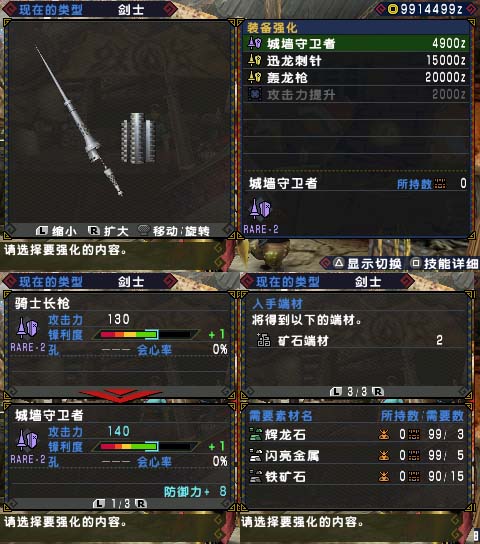 现在的类型 剑士
9914499z
装备强化
城墙守卫者 4900z
迅龙刺针 15000z
轰龙枪 20000z
攻击力提升 2000z
城墙守卫者 所持数 0
RARE-2
L 缩小 R 扩大 移动/旋转
请选择要强化的内容。
△显示切换 □技能详细
现在的类型 剑士
骑士长枪
攻击力 130
锋利度 +1
RARE-2
孔 --- 会心率 0%
城墙守卫者
攻击力 140
锋利度 +1
RARE-2
孔 --- 会心率 0%
防御力+ 8
L 1/3 R
请选择要强化的内容。
现在的类型 剑士
入手端材
将得到以下的端材。
矿石端材 2
L 3/3 R
需要素材名 所持数/需要数
辉龙石 0 99/ 3
闪亮金属 0 99/ 5
铁矿石 0 90/15
请选择要强化的内容。